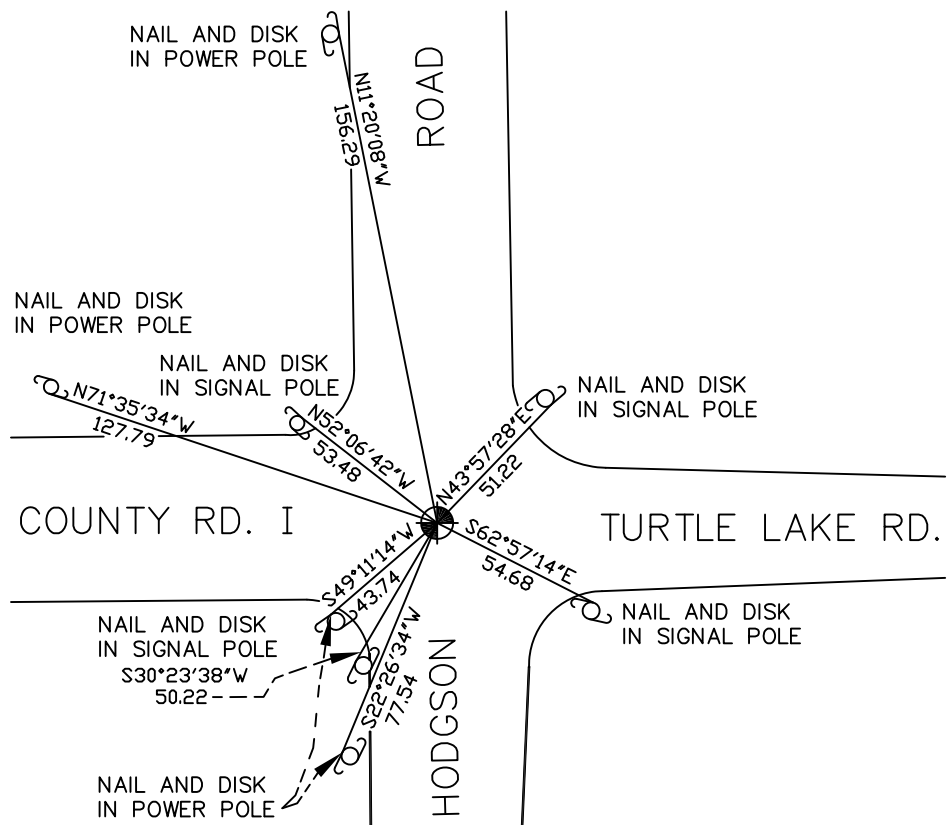 NAIL AND DISK
IN POWER POLE
ROAD
N11°20'08"W
156.29
NAIL AND DISK
IN POWER POLE
NAIL AND DISK
IN SIGNAL POLE
NAIL AND DISK
IN SIGNAL POLE
N71°35'34"W
127.79
N52°06'42"W
53.48
N43°57'28"E
51.22
COUNTY RD. I
TURTLE LAKE RD.
S62°57'14"E
54.68
S49°11'14"W
43.74
NAIL AND DISK
IN SIGNAL POLE
NAIL AND DISK
IN SIGNAL POLE
S30°23'38"W
50.22
S22°26'34"W
77.54
HODGSON
NAIL AND DISK
IN POWER POLE